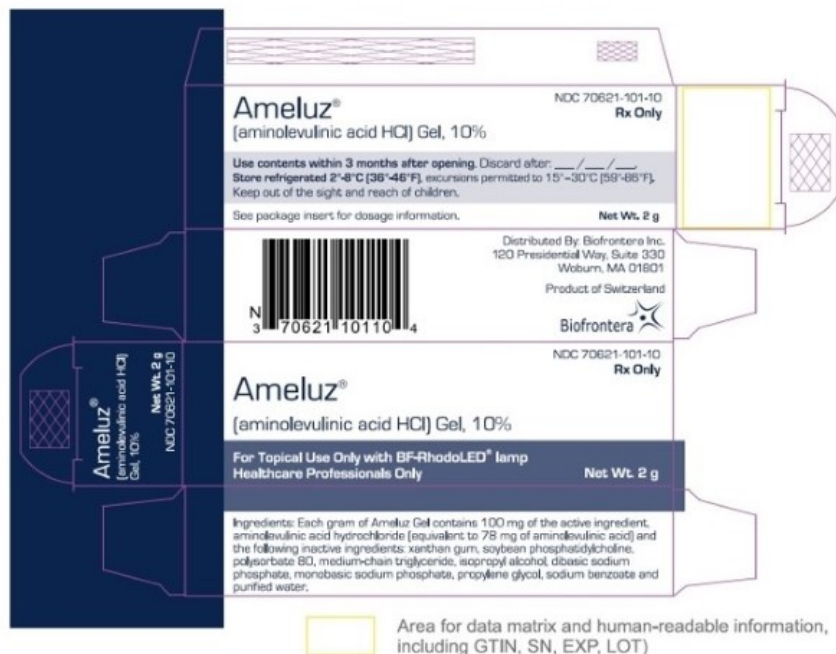 Ameluz®
NDC 70621-101-10
Rx Only
(aminolevulinic acid HCl) Gel, 10%
Use contents within 3 months after opening. Discard after: ___/___/___.
Store refrigerated 2°-8°C (36°-46°F), excursions permitted to 15°-30°C (59°-86°F).
Keep out of the sight and reach of children.
See package insert for dosage information.
Net Wt. 2 g
N
3 70621 10110 4
Distributed By: Biofrontera Inc.
120 Presidential Way, Suite 330
Woburn, MA 01801
Product of Switzerland
Biofrontera
Ameluz®
(aminolevulinic acid HCl)
Gel, 10%
Net Wt. 2 g
NDC 70621-101-10
NDC 70621-101-10
Rx Only
Ameluz®
(aminolevulinic acid HCl) Gel, 10%
For Topical Use Only with BF-RhodoLED® lamp
Healthcare Professionals Only
Net Wt. 2 g
Ingredients: Each gram of Ameluz Gel contains 100 mg of the active ingredient,
aminolevulinic acid hydrochloride (equivalent to 78 mg of aminolevulinic acid) and
the following inactive ingredients: xanthan gum, soybean phosphatidylcholine,
polysorbate 80, medium-chain triglyceride, isopropyl alcohol, dibasic sodium
phosphate, monobasic sodium phosphate, propylene glycol, sodium benzoate and
purified water.
Area for data matrix and human-readable information,
including GTIN, SN, EXP, LOT)